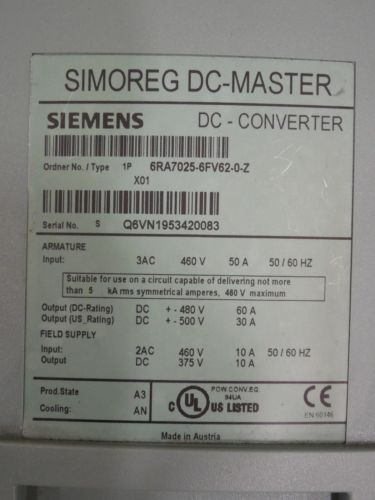 SIMOREG DC-MASTER
SIEMENS DC - CONVERTER
Ordner No. / Type 1P 6RA7025-6FV62-0-Z
X01
Serial No. S Q6VN1953420083
ARMATURE
Input: 3AC 460 V 50 A 50 / 60 HZ
Suitable for use on a circuit capable of delivering not more
than 5 kA rms symmetrical amperes, 460 V maximum
Output (DC-Rating) DC + - 480 V 60 A
Output (US_Rating) DC + - 500 V 30 A
FIELD SUPPLY
Input: 2AC 460 V 10 A 50 / 60 HZ
Output DC 375 V 10 A
Prod.State A3
Cooling: AN
POW.CONV.EQ.
94UA
C UL US LISTED
CE
EN 60146
Made in Austria